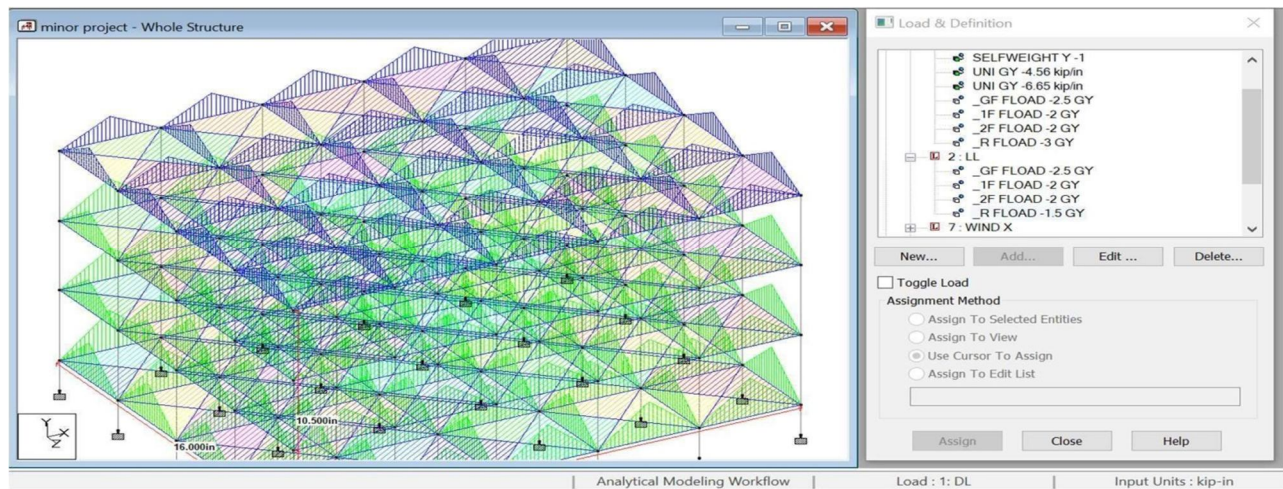 minor project - Whole Structure
10.500in
16.000in
Y
X
Z
Load & Definition
SELFWEIGHT Y -1
UNI GY -4.56 kip/in
UNI GY -6.65 kip/in
_GF FLOAD -2.5 GY
_1F FLOAD -2 GY
_2F FLOAD -2 GY
_R FLOAD -3 GY
2 : LL
_GF FLOAD -2.5 GY
_1F FLOAD -2 GY
_2F FLOAD -2 GY
_R FLOAD -1.5 GY
7 : WIND X
New... Add... Edit ... Delete...
Toggle Load
Assignment Method
Assign To Selected Entities
Assign To View
Use Cursor To Assign
Assign To Edit List
Assign Close Help
Analytical Modeling Workflow Load : 1: DL Input Units : kip-in